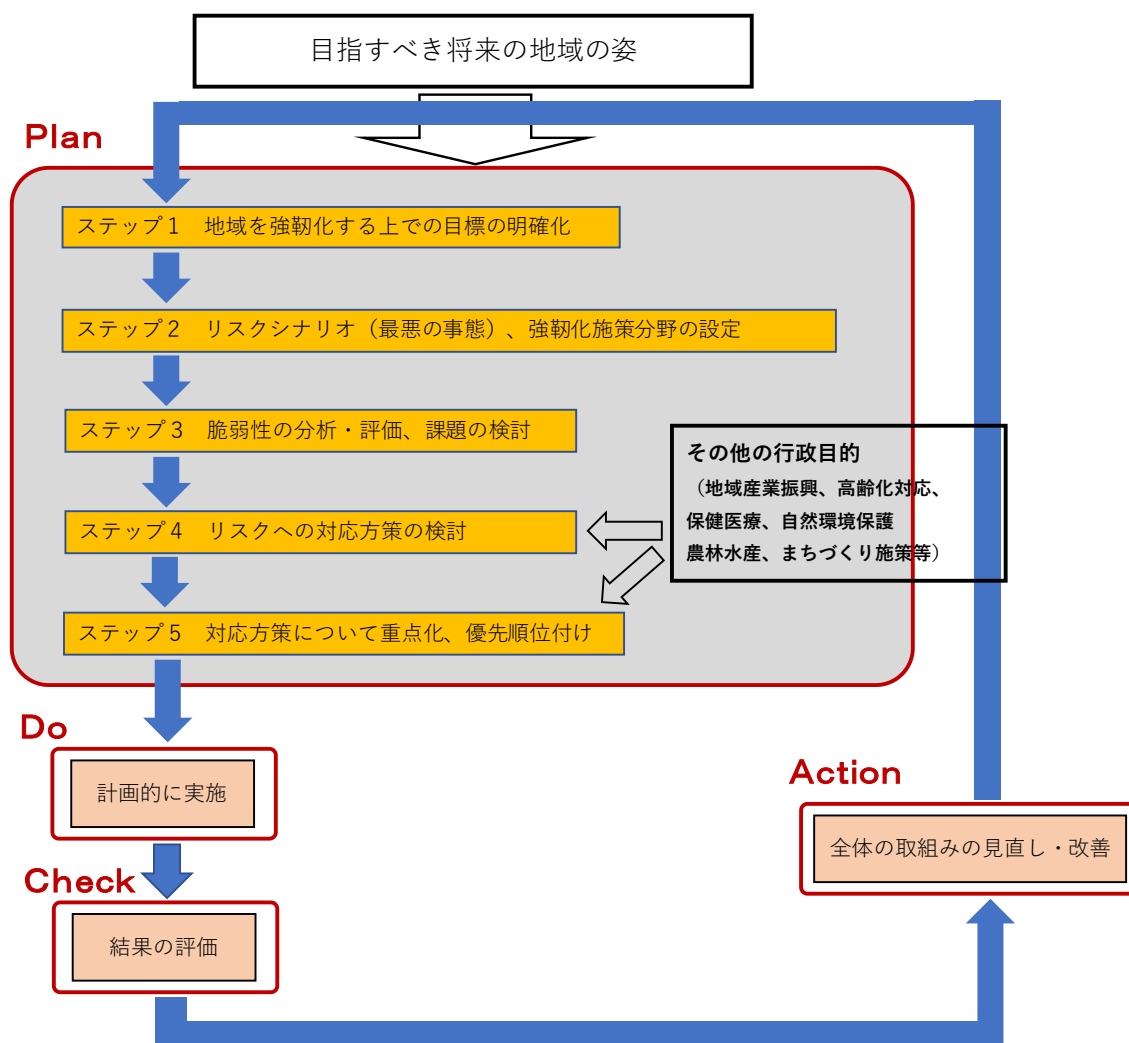 目指すべき将来の地域の姿
Plan
ステップ１　地域を強靭化する上での目標の明確化
ステップ２　リスクシナリオ（最悪の事態）、強靭化施策分野の設定
ステップ３　脆弱性の分析・評価、課題の検討
その他の行政目的
（地域産業振興、高齢化対応、
保健医療、自然環境保護
農林水産、まちづくり施策等）
ステップ４　リスクへの対応方策の検討
ステップ５　対応方策について重点化、優先順位付け
Do
計画的に実施
Action
全体の取組みの見直し・改善
Check
結果の評価